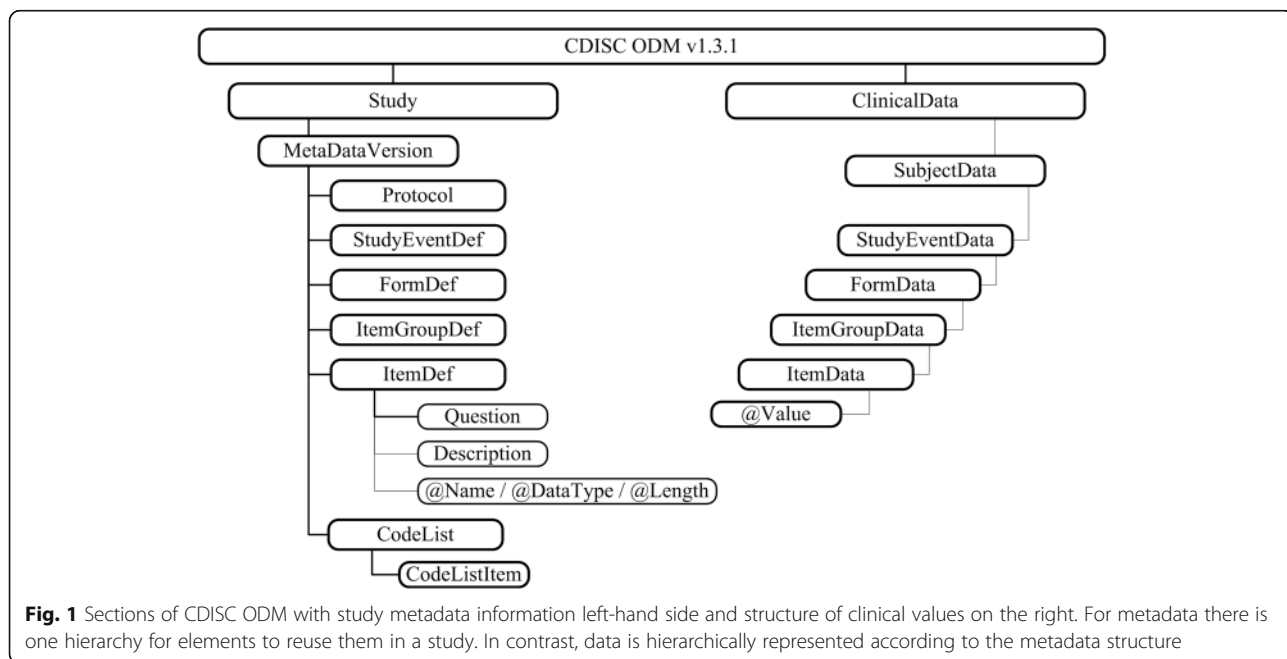 CDISC ODM v1.3.1
Study
MetaDataVersion
Protocol
StudyEventDef
FormDef
ItemGroupDef
ItemDef
Question
Description
@Name / @DataType / @Length
CodeList
CodeListItem
ClinicalData
SubjectData
StudyEventData
FormData
ItemGroupData
ItemData
@Value
Fig. 1 Sections of CDISC ODM with study metadata information left-hand side and structure of clinical values on the right. For metadata there is
one hierarchy for elements to reuse them in a study. In contrast, data is hierarchically represented according to the metadata structure